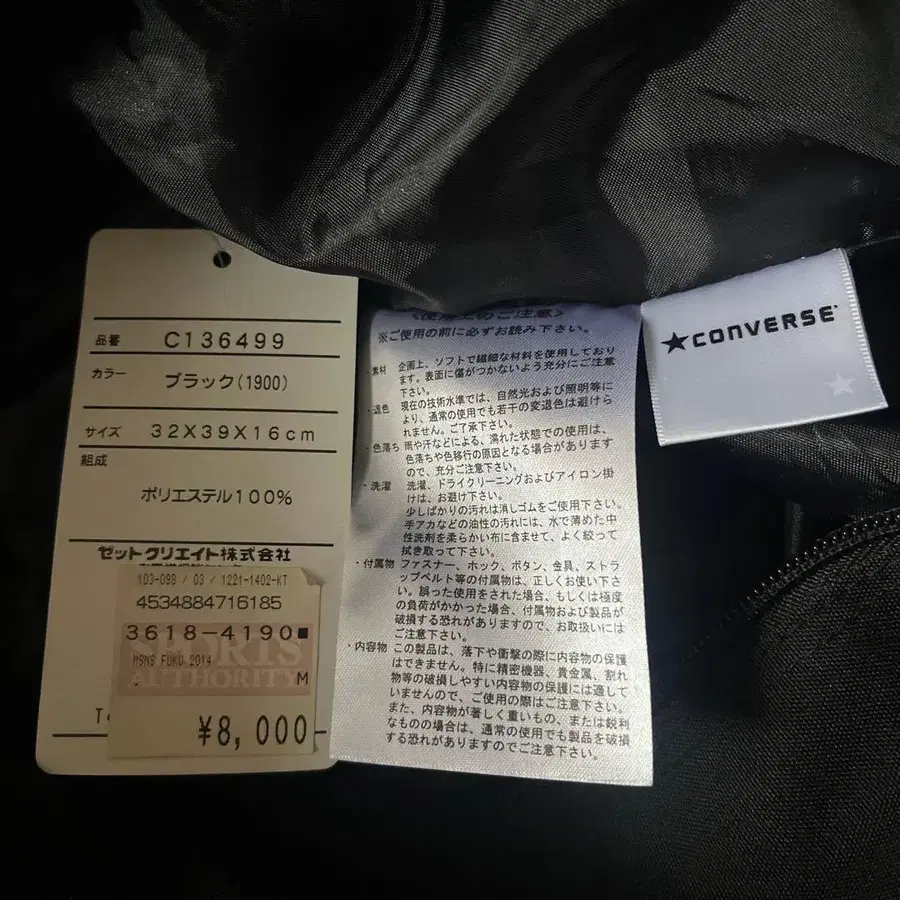 品番 C136499
カラー ブラック(1900)
サイズ 32X39X16cm
組成
ポリエステル100%
ゼットクリエイト株式会社
103-098 / 03 / 1221-1402-KT
4534884716185
3618-4190■
SPORTS
MSNS FUKU 2014
AUTHORITY
M
¥8,000
〈使用上のご注意〉
※ご使用の前に必ずお読み下さい。
・素材 企画上、ソフトで繊細な材料を使用しており
ます。表面に傷がつかないよう充分にご注意
下さい。
・退色 現在の技術水準では、自然光および照明等に
より、通常の使用でも若干の変退色は避けら
れません。ご了承下さい。
・色落ち 雨や汗などによる、濡れた状態での使用は、
色落ちや色移行の原因となる場合があります
ので、充分ご注意下さい。
・洗濯 洗濯、ドライクリーニングおよびアイロン掛
けは、お避け下さい。
少しばかりの汚れは消しゴムをご使用下さい。
手アカなどの油性の汚れには、水で薄めた中
性洗剤を柔らかい布に含ませて、よく絞って
拭き取って下さい。
・付属物 ファスナー、ホック、ボタン、金具、ストラ
ップベルト等の付属物は、正しくお使い下さ
い。誤った使用をされた場合、もしくは極度
の負荷がかかった場合、付属物および製品が
破損する恐れがありますので、お取扱いには
ご注意下さい。
・内容物 この製品は、落下や衝撃の際に内容物の保護
はできません。特に精密機器、貴金属、割れ
物等の破損しやすい内容物の保護には適して
いませんので、ご使用の際はご注意下さい。
また、内容物が著しく重いもの、または鋭利
なものの場合は、通常の使用でも製品を破損
する恐れがありますのでご注意下さい。
★CONVERSE